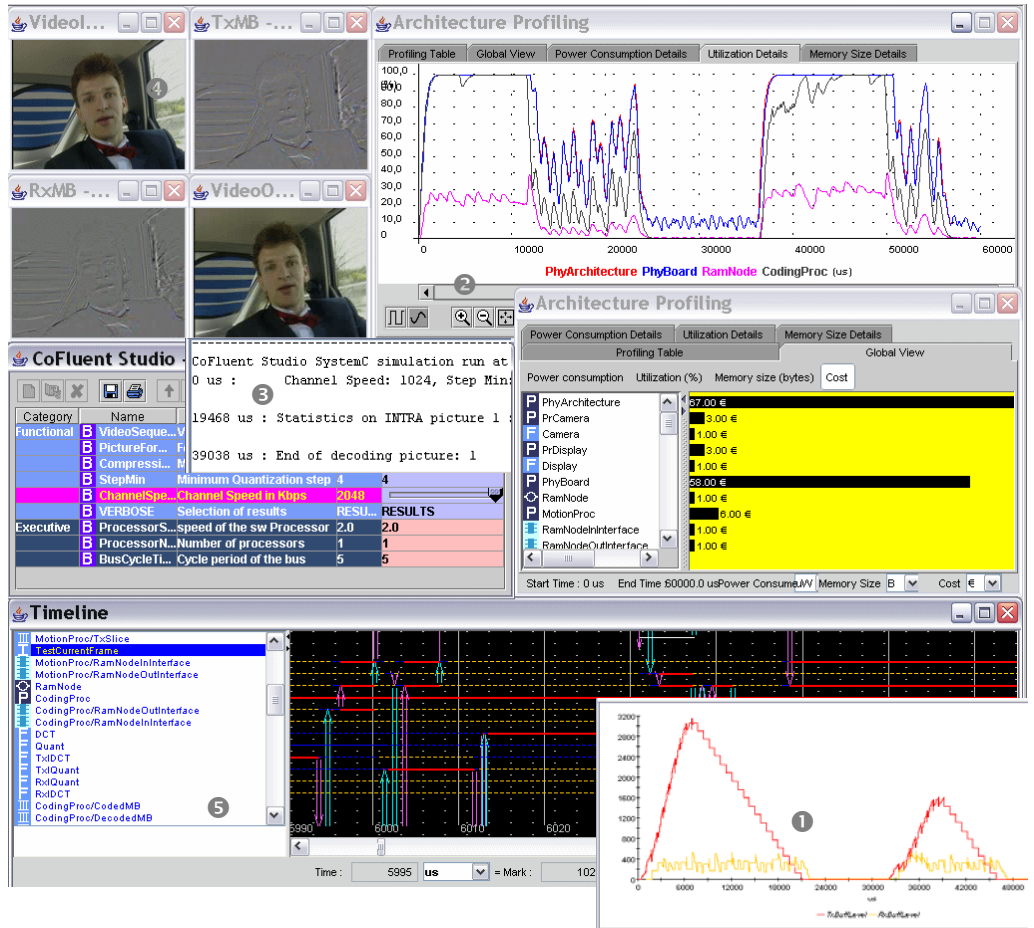 VideoI...
TxMB -...
4
RxMB -...
VideoO...
Architecture Profiling
Profiling Table Global View Power Consumption Details Utilization Details Memory Size Details
100,0
80,0
70,0
60,0
50,0
40,0
30,0
20,0
10,0
0
0 10000 20000 30000 40000 50000 60000
PhyArchitecture PhyBoard RamNode CodingProc (us)
2
Architecture Profiling
Power Consumption Details Utilization Details Memory Size Details
Profiling Table Global View
Power consumption Utilization (%) Memory size (bytes) Cost
P PhyArchitecture 67.00 €
P PrCamera 3.00 €
F Camera 1.00 €
P PrDisplay 3.00 €
F Display 1.00 €
P PhyBoard 58.00 €
RamNode 1.00 €
P MotionProc 6.00 €
RamNodeInInterface 1.00 €
RamNodeOutInterface 1.00 €
Start Time : 0 us End Time : 60000.0 us Power Consume Memory Size B Cost €
CoFluent Studio -
CoFluent Studio SystemC simulation run at
0 us : Channel Speed: 1024, Step Min:
3
19468 us : Statistics on INTRA picture 1
39038 us : End of decoding picture: 1
Category Name
Functional B VideoSeque...
B PictureFor...
B Compressi...
B StepMin Minimum Quantization step 4 4
B ChannelSpe... Channel Speed in Kbps 2048
B VERBOSE Selection of results RESU... RESULTS
Executive B ProcessorS... speed of the sw Processor 2.0 2.0
B ProcessorN... Number of processors 1 1
B BusCycleTi... Cycle period of the bus 5 5
Timeline
MotionProc/TxSlice
TestCurrentFrame
MotionProc/RamNodeInInterface
MotionProc/RamNodeOutInterface
RamNode
P CodingProc
CodingProc/RamNodeOutInterface
CodingProc/RamNodeInInterface
F DCT
F Quant
F TxIDCT
F TxIQuant
F RxIQuant
F RxIDCT
CodingProc/CodedMB
CodingProc/DecodedMB
5
5990 6000 6010 6020
Time : 5995 us = Mark : 102
3200
2800
2400
2000
1600
1200
800
400
0
0 6000 12000 18000 24000 30000 36000 42000 48000
us
TxBuffLevel RxBuffLevel
1